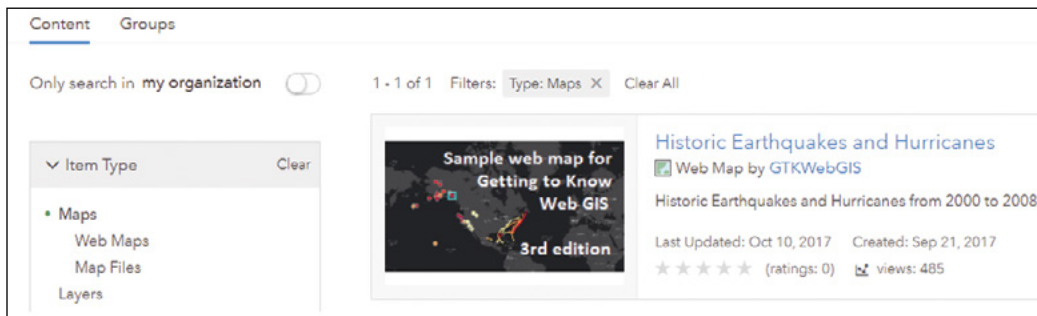 Content Groups
Only search in my organization
1 - 1 of 1 Filters: Type: Maps × Clear All
Item Type Clear
• Maps
Web Maps
Map Files
Layers
Sample web map for
Getting to Know
Web GIS
3rd edition
Historic Earthquakes and Hurricanes
Web Map by GTKWebGIS
Historic Earthquakes and Hurricanes from 2000 to 2008
Last Updated: Oct 10, 2017 Created: Sep 21, 2017
(ratings: 0) views: 485